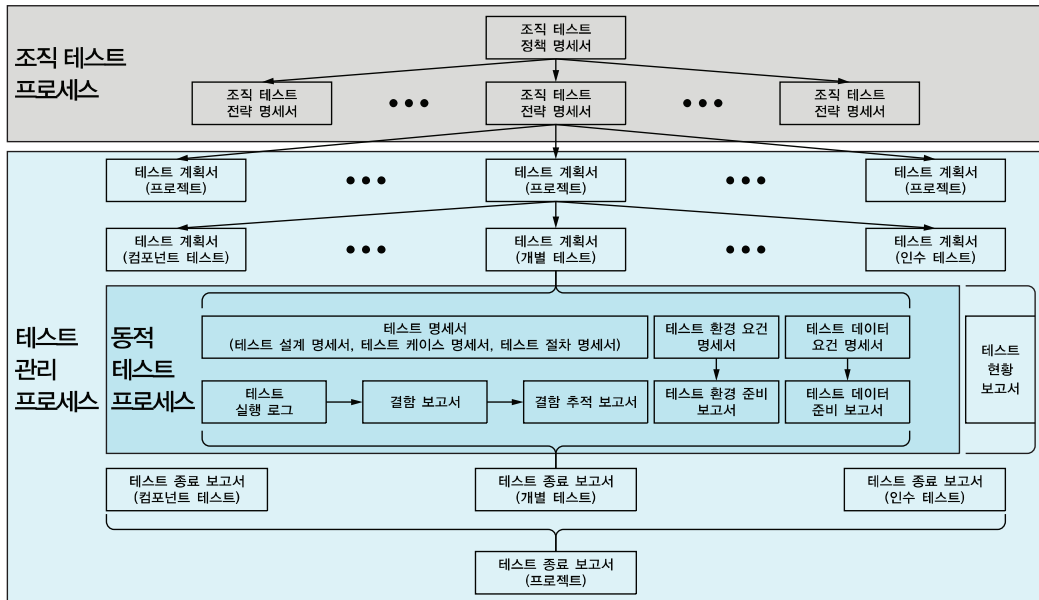 조직 테스트
프로세스
조직 테스트
정책 명세서
조직 테스트
전략 명세서
조직 테스트
전략 명세서
조직 테스트
전략 명세서
테스트 계획서
(프로젝트)
테스트 계획서
(프로젝트)
테스트 계획서
(프로젝트)
테스트 계획서
(컴포넌트 테스트)
테스트 계획서
(개별 테스트)
테스트 계획서
(인수 테스트)
테스트
관리
프로세스
동적
테스트
프로세스
테스트 명세서
(테스트 설계 명세서, 테스트 케이스 명세서, 테스트 절차 명세서)
테스트 환경 요건
명세서
테스트 데이터
요건 명세서
테스트
실행 로그
결함 보고서
결함 추적 보고서
테스트 환경 준비
보고서
테스트 데이터
준비 보고서
테스트
현황
보고서
테스트 종료 보고서
(컴포넌트 테스트)
테스트 종료 보고서
(개별 테스트)
테스트 종료 보고서
(인수 테스트)
테스트 종료 보고서
(프로젝트)